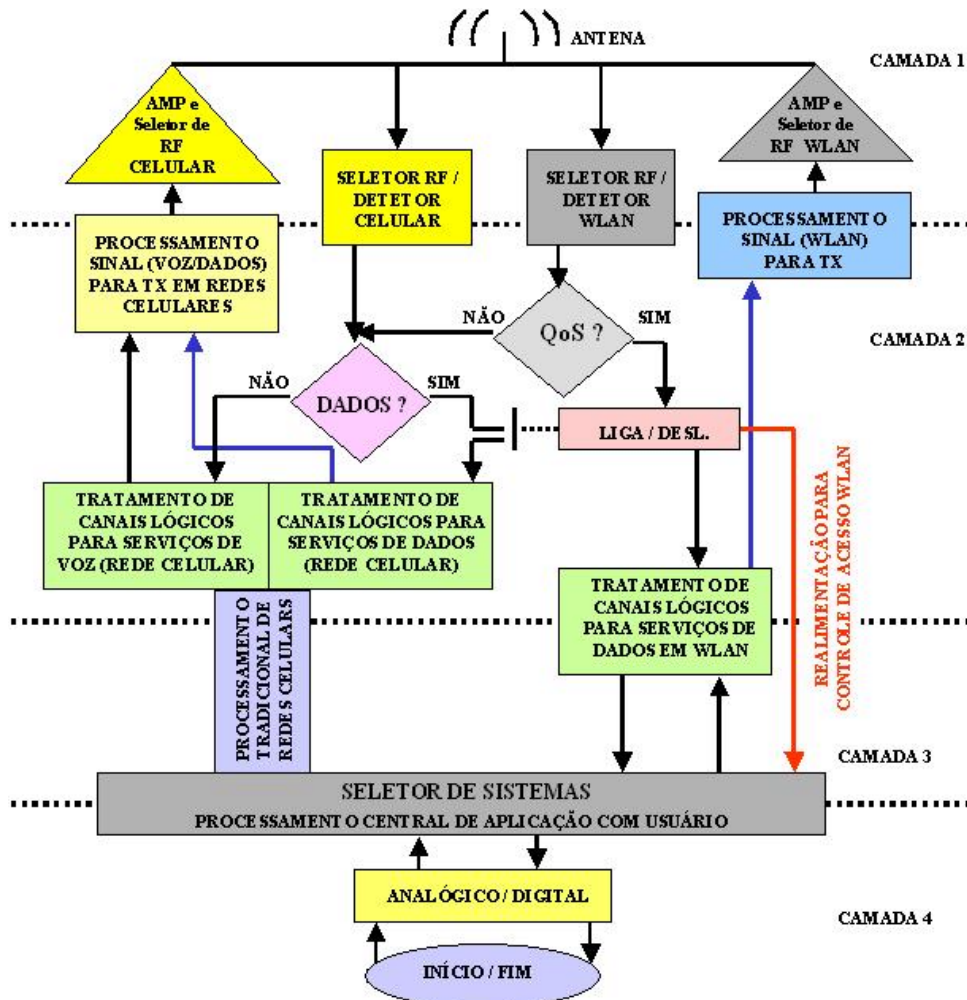 ANTENA
CAMADA 1
AMP e
Seletor de
RF
CELULAR
AMP e
Seletor de
RF WLAN
SELETOR RF /
DETETOR
CELULAR
SELETOR RF /
DETETOR
WLAN
PROCESSAMENTO
SINAL (VOZ/DADOS)
PARA TX EM REDES
CELULARES
PROCESSAMENTO
SINAL (WLAN)
PARA TX
NÃO
QoS ?
SIM
CAMADA 2
NÃO
DADOS ?
SIM
LIGA / DESL.
TRATAMENTO DE
CANAIS LÓGICOS
PARA SERVIÇOS DE
VOZ (REDE CELULAR)
TRATAMENTO DE
CANAIS LÓGICOS PARA
SERVIÇOS DE DADOS
(REDE CELULAR)
TRATAMENTO DE
CANAIS LÓGICOS
PARA SERVIÇOS DE
DADOS EM WLAN
REALIMENTAÇÃO PARA
CONTROLE DE ACESSO WLAN
PROCESSAMENTO
TRADICIONAL DE
REDES CELULARS
CAMADA 3
SELETOR DE SISTEMAS
PROCESSAMENTO CENTRAL DE APLICAÇÃO COM USUÁRIO
ANALÓGICO / DIGITAL
CAMADA 4
INÍCIO / FIM